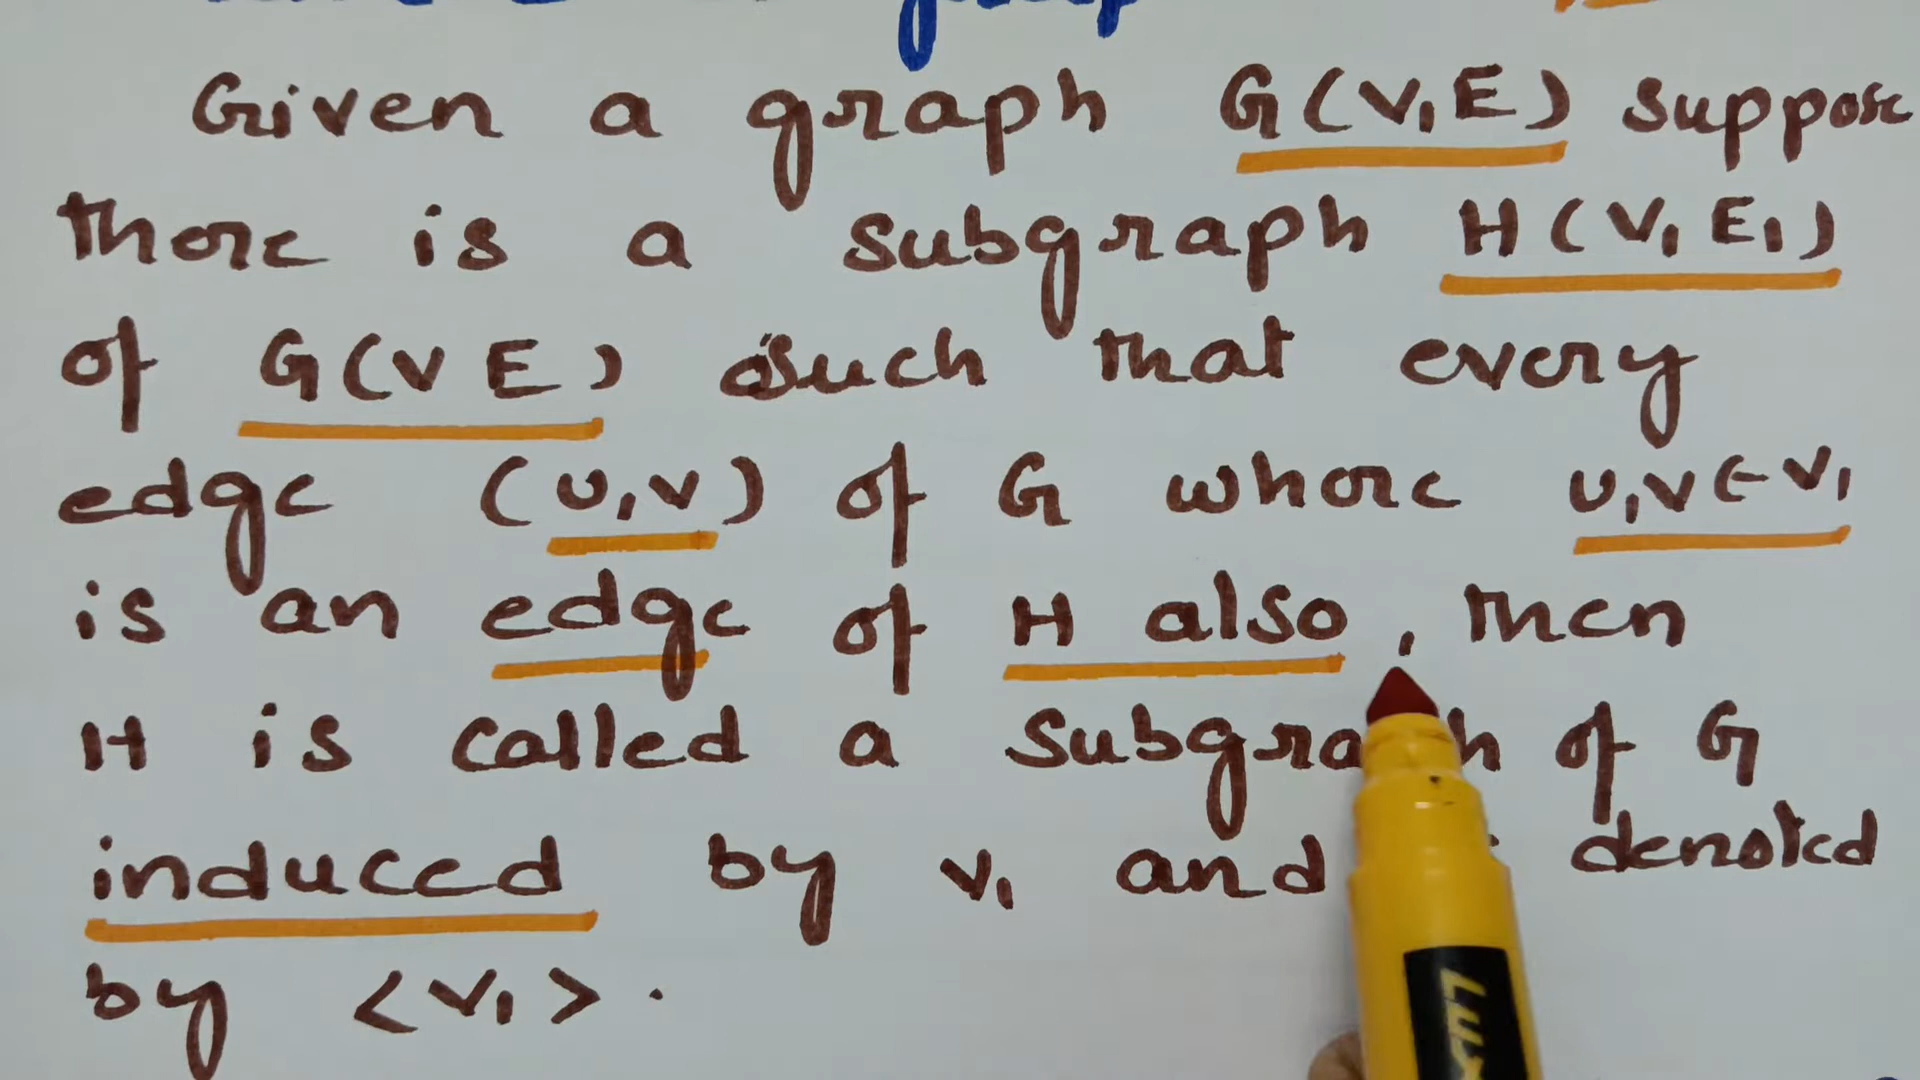 Given a graph G(V,E) suppose
there is a subgraph H(V₁ E₁)
of G(V E) such that every
edge (u,v) of G where u,v ∈ V₁
is an edge of H also, then
H is called a subgraph of G
induced by V₁ and denoted
by <V₁>.